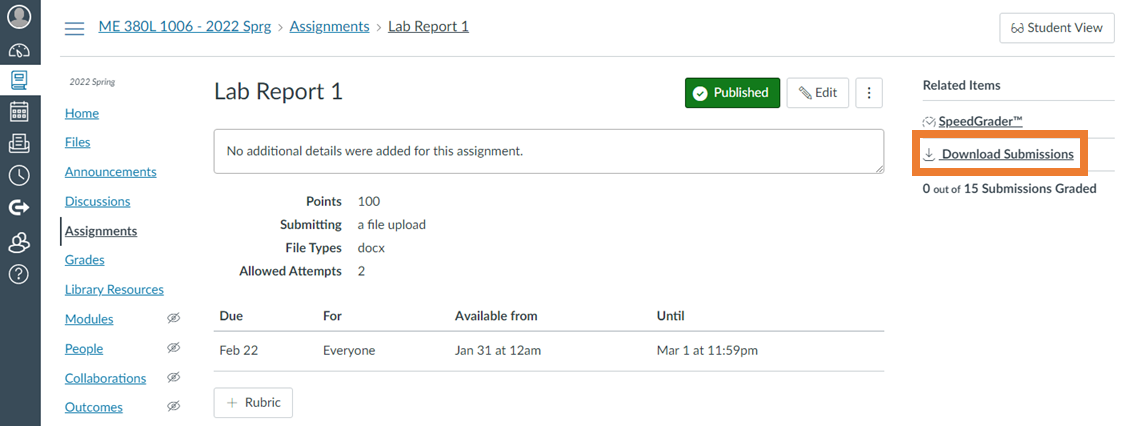 ME 380L 1006 - 2022 Sprg > Assignments > Lab Report 1
Student View
2022 Spring
Home
Files
Announcements
Discussions
Assignments
Grades
Library Resources
Modules
People
Collaborations
Outcomes
Lab Report 1
Published
Edit
No additional details were added for this assignment.
Points 100
Submitting a file upload
File Types docx
Allowed Attempts 2
Due For Available from Until
Feb 22 Everyone Jan 31 at 12am Mar 1 at 11:59pm
+ Rubric
Related Items
SpeedGrader™
Download Submissions
0 out of 15 Submissions Graded